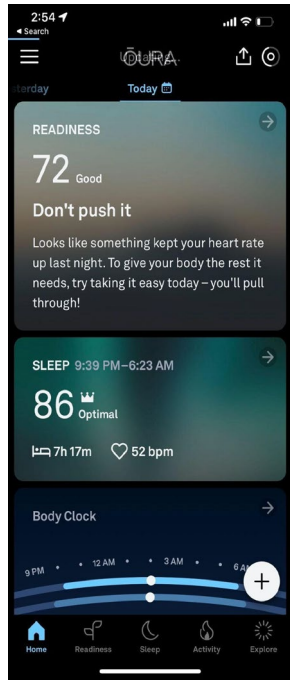 2:54
◂ Search
ŌURA
Updating...
terday
Today
READINESS
72 Good
Don't push it
Looks like something kept your heart rate
up last night. To give your body the rest it
needs, try taking it easy today – you'll pull
through!
SLEEP 9:39 PM–6:23 AM
86 Optimal
7h 17m
52 bpm
Body Clock
9 PM
12 AM
3 AM
6 A
+
Home
Readiness
Sleep
Activity
Explore